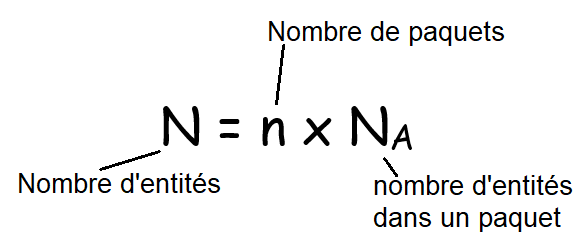 Nombre de paquets
N = n x NA
Nombre d'entités
nombre d'entités
dans un paquet